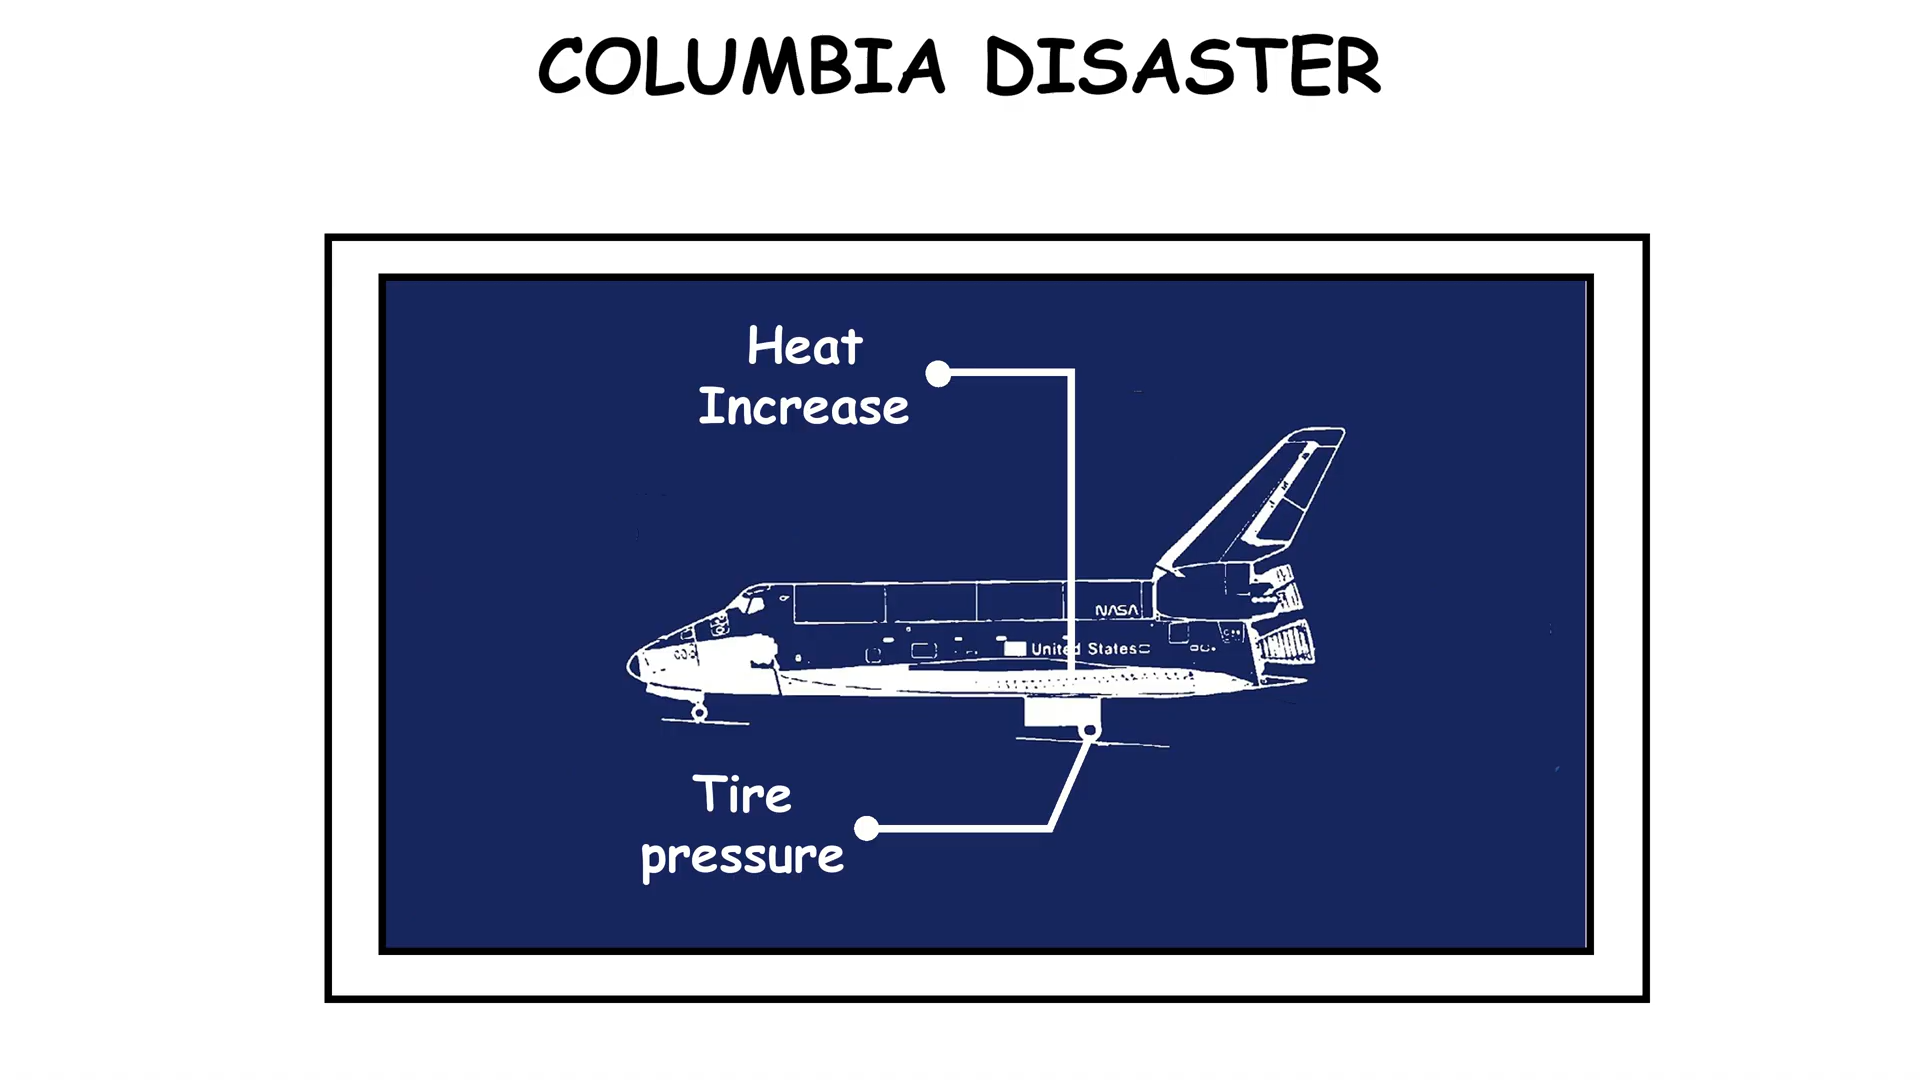 COLUMBIA DISASTER
Heat
Increase
NASA
United States
Tire
pressure